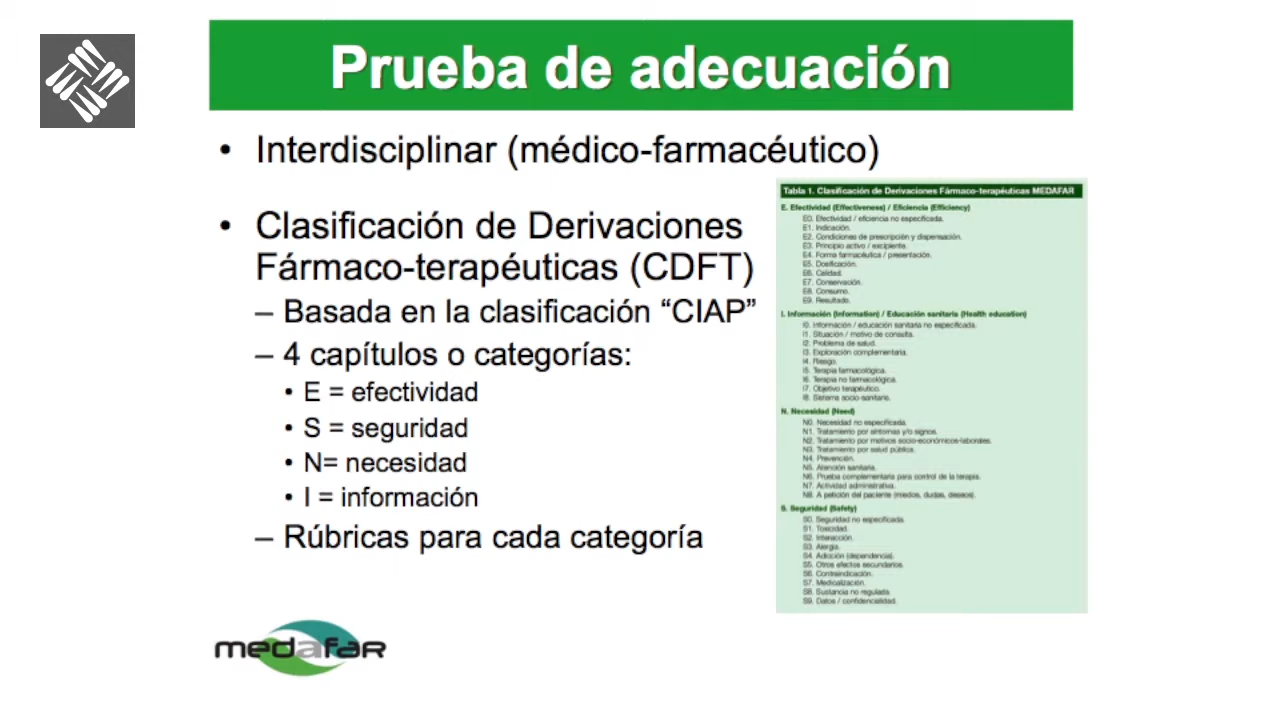 Prueba de adecuación
• Interdisciplinar (médico-farmacéutico)
• Clasificación de Derivaciones
Fármaco-terapéuticas (CDFT)
– Basada en la clasificación “CIAP”
– 4 capítulos o categorías:
• E = efectividad
• S = seguridad
• N= necesidad
• I = información
– Rúbricas para cada categoría
Tabla 1. Clasificación de Derivaciones Fármaco-terapéuticas MEDAFAR
E. Efectividad (Effectiveness) / Eficiencia (Efficiency)
E0. Efectividad / eficiencia no especificada.
E1. Indicación.
E2. Condiciones de prescripción y dispensación.
E3. Principio activo / excipiente.
E4. Forma farmacéutica / presentación.
E5. Dosificación.
E6. Calidad.
E7. Conservación.
E8. Consumo.
E9. Resultado.
I. Información (Information) / Educación sanitaria (Health education)
I0. Información / educación sanitaria no especificada.
I1. Situación / motivo de consulta.
I2. Problema de salud.
I3. Exploración complementaria.
I4. Riesgo.
I5. Terapia farmacológica.
I6. Terapia no farmacológica.
I7. Objetivo terapéutico.
I8. Sistema socio-sanitario.
N. Necesidad (Need)
N0. Necesidad no especificada.
N1. Tratamiento por síntomas y/o signos.
N2. Tratamiento por motivos socio-económicos-laborales.
N3. Tratamiento por salud pública.
N4. Prevención.
N5. Atención sanitaria.
N6. Prueba complementaria para control de la terapia.
N7. Actividad administrativa.
N8. A petición del paciente (miedos, dudas, deseos).
S. Seguridad (Safety)
S0. Seguridad no especificada.
S1. Toxicidad.
S2. Interacción.
S3. Alergia.
S4. Adicción (dependencia).
S5. Otros efectos secundarios.
S6. Contraindicación.
S7. Medicalización.
S8. Sustancia no regulada.
S9. Datos / confidencialidad.
medafar